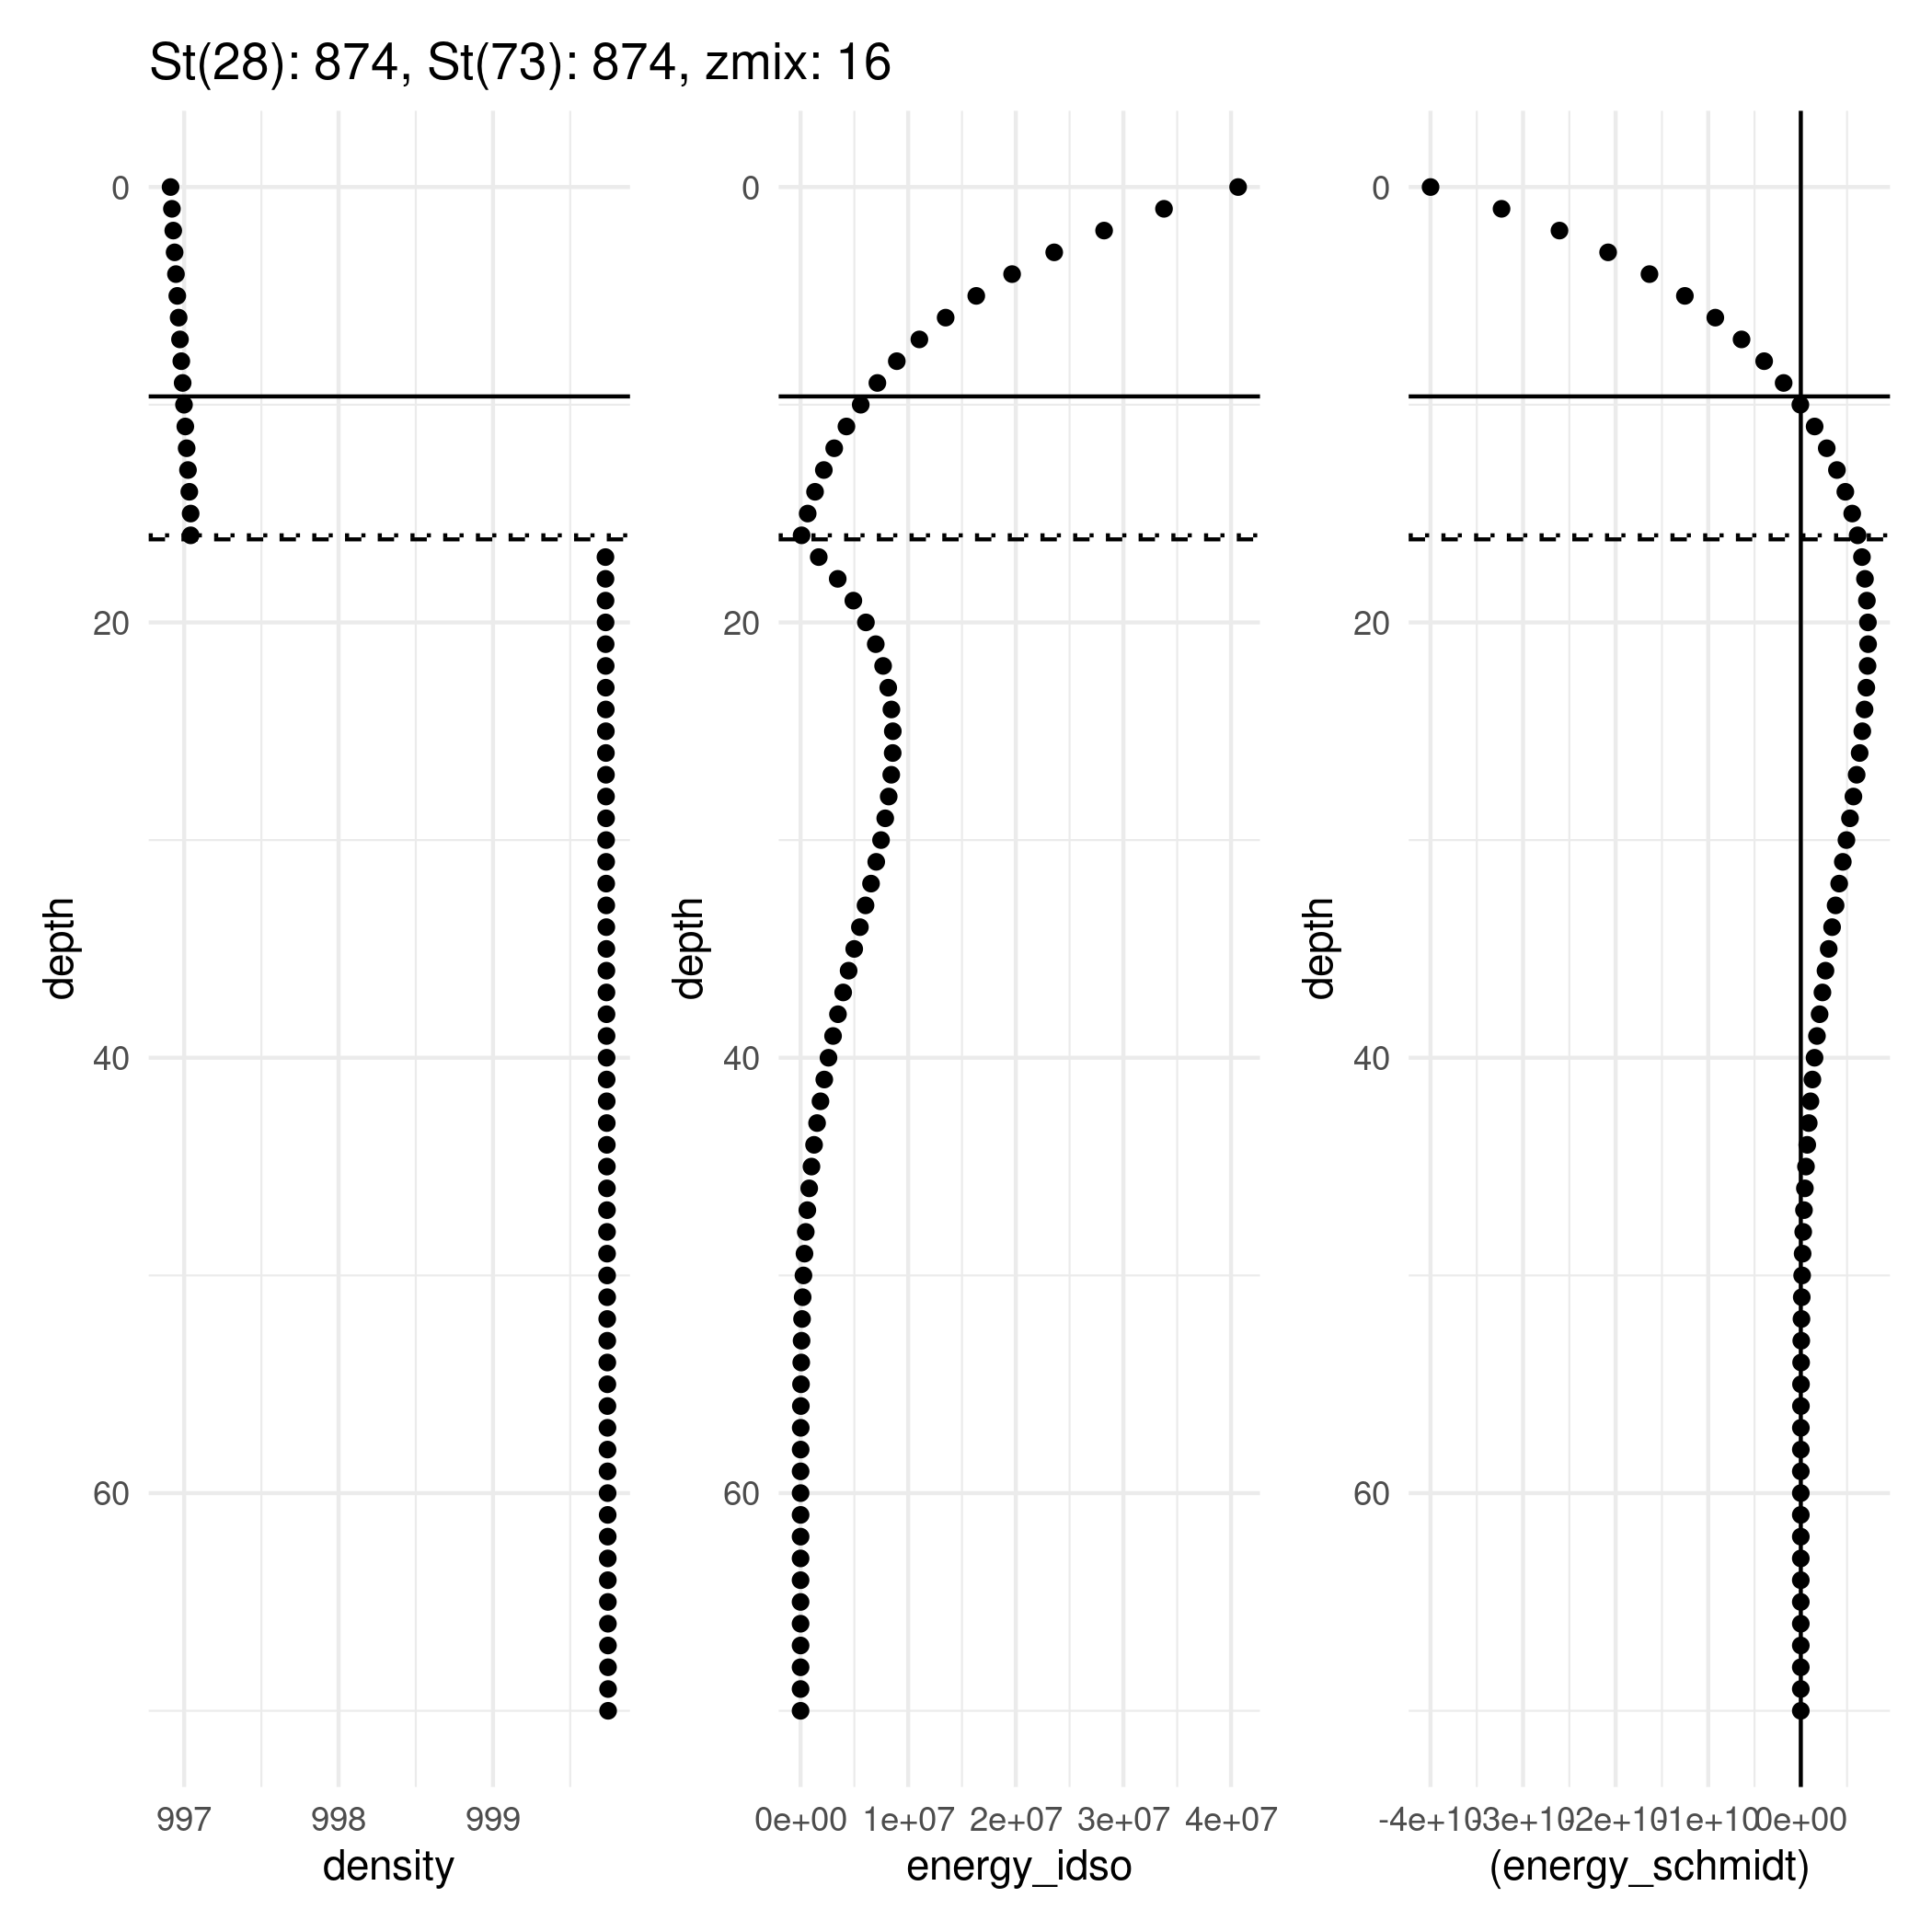 St(28): 874, St(73): 874, zmix: 16
0
20
40
60
depth
997 998 999
density
0
20
40
60
depth
0e+00 1e+07 2e+07 3e+07 4e+07
energy_idso
0
20
40
60
depth
-4e+10 -3e+10 -2e+10 -1e+10 0e+00
(energy_schmidt)